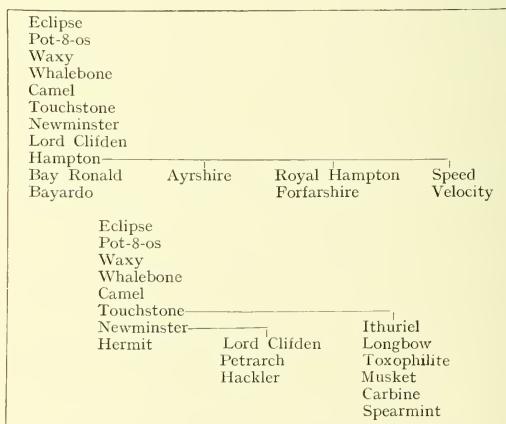 Eclipse
Pot-8-os
Waxy
Whalebone
Camel
Touchstone
Newminster
Lord Clifden
Hampton
Bay Ronald Ayrshire Royal Hampton Speed
Bayardo Forfarshire Velocity
Eclipse
Pot-8-os
Waxy
Whalebone
Camel
Touchstone
Newminster Ithuriel
Hermit Lord Clifden Longbow
Petrarch Toxophilite
Hackler Musket
Carbine
Spearmint